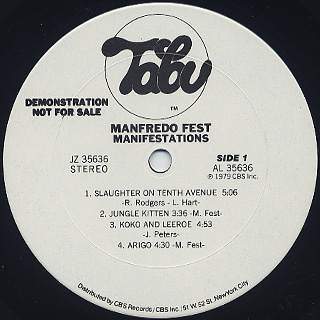 Tabu
TM
DEMONSTRATION
NOT FOR SALE
MANFREDO FEST
MANIFESTATIONS
JZ 35636
STEREO
SIDE 1
AL 35636
℗ 1979 CBS Inc.
1. SLAUGHTER ON TENTH AVENUE 5:06
-R. Rodgers - L. Hart-
2. JUNGLE KITTEN 3:36 -M. Fest-
3. KOKO AND LEEROE 4:53
-J. Peters-
4. ARIGO 4:30 -M. Fest-
Distributed by CBS Records/CBS Inc./51 W. 52 St. New York City